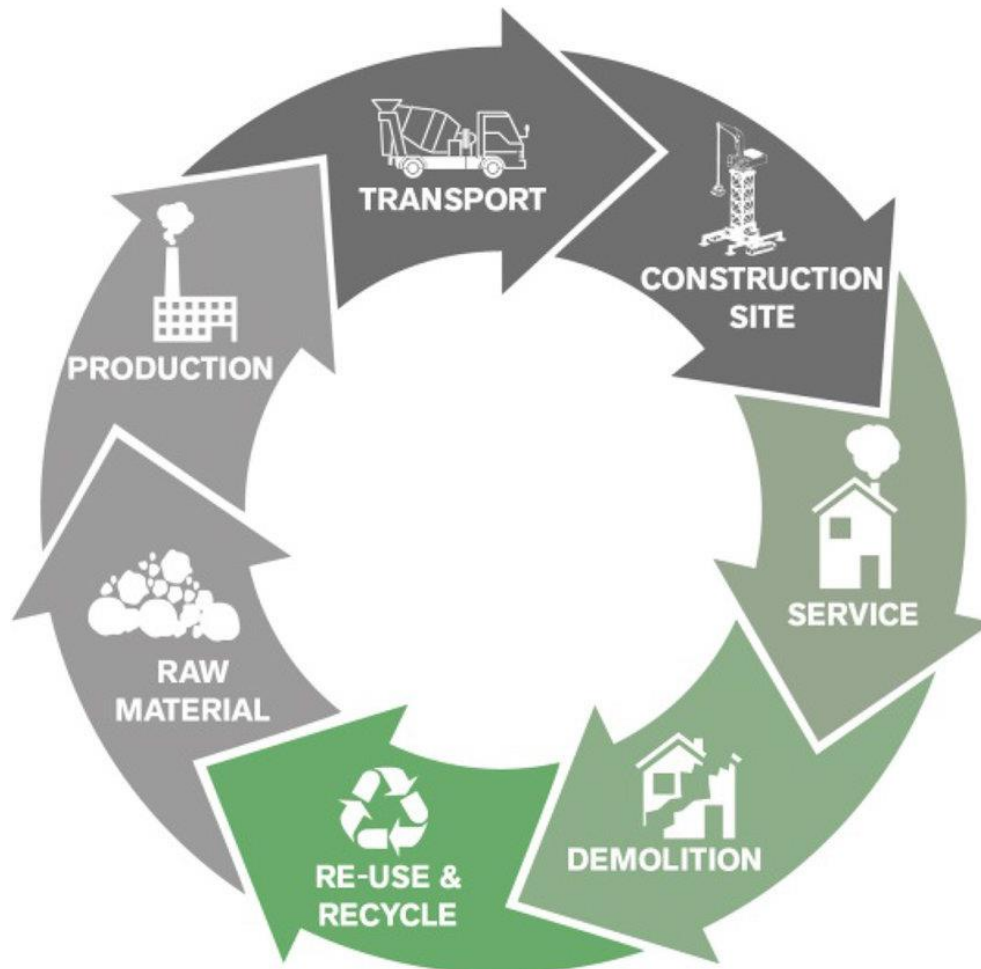 TRANSPORT
CONSTRUCTION
SITE
SERVICE
DEMOLITION
RE-USE &
RECYCLE
RAW
MATERIAL
PRODUCTION